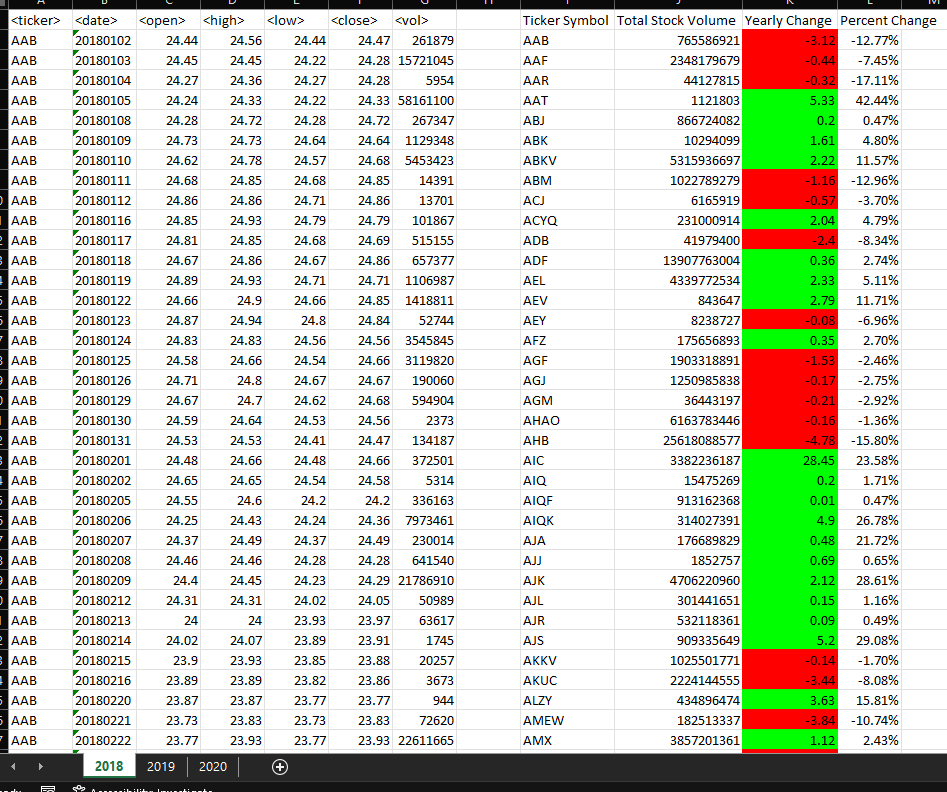 <ticker> <date> <open> <high> <low> <close> <vol> Ticker Symbol Total Stock Volume Yearly Change Percent Change
AAB 20180102 24.44 24.56 24.44 24.47 261879 AAB 765586921 -3.12 -12.77%
AAB 20180103 24.45 24.45 24.22 24.28 15721045 AAF 2348179679 -0.44 -7.45%
AAB 20180104 24.27 24.36 24.27 24.28 5954 AAR 44127815 -0.32 -17.11%
AAB 20180105 24.24 24.33 24.22 24.33 58161100 AAT 1121803 5.33 42.44%
AAB 20180108 24.28 24.72 24.28 24.72 267347 ABJ 866724082 0.2 0.47%
AAB 20180109 24.73 24.73 24.64 24.64 1129348 ABK 10294099 1.61 4.80%
AAB 20180110 24.62 24.78 24.57 24.68 5453423 ABKV 5315936697 2.22 11.57%
AAB 20180111 24.68 24.85 24.68 24.85 14391 ABM 1022789279 -1.16 -12.96%
AAB 20180112 24.86 24.86 24.71 24.86 13701 ACJ 6165919 -0.57 -3.70%
AAB 20180116 24.85 24.93 24.79 24.79 101867 ACYQ 231000914 2.04 4.79%
AAB 20180117 24.81 24.85 24.68 24.69 515155 ADB 41979400 -2.4 -8.34%
AAB 20180118 24.67 24.86 24.67 24.86 657377 ADF 13907763004 0.36 2.74%
AAB 20180119 24.89 24.93 24.71 24.71 1106987 AEL 4339772534 2.33 5.11%
AAB 20180122 24.66 24.9 24.66 24.85 1418811 AEV 843647 2.79 11.71%
AAB 20180123 24.87 24.94 24.8 24.84 52744 AEY 8238727 -0.08 -6.96%
AAB 20180124 24.83 24.83 24.56 24.56 3545845 AFZ 175656893 0.35 2.70%
AAB 20180125 24.58 24.66 24.54 24.66 3119820 AGF 1903318891 -1.53 -2.46%
AAB 20180126 24.71 24.8 24.67 24.67 190060 AGJ 1250985838 -0.17 -2.75%
AAB 20180129 24.67 24.7 24.62 24.68 594904 AGM 36443197 -0.21 -2.92%
AAB 20180130 24.59 24.64 24.53 24.56 2373 AHAO 6163783446 -0.16 -1.36%
AAB 20180131 24.53 24.53 24.41 24.47 134187 AHB 25618088577 -4.78 -15.80%
AAB 20180201 24.48 24.66 24.48 24.66 372501 AIC 3382236187 28.45 23.58%
AAB 20180202 24.65 24.65 24.54 24.58 5314 AIQ 15475269 0.2 1.71%
AAB 20180205 24.55 24.6 24.2 24.2 336163 AIQF 913162368 0.01 0.47%
AAB 20180206 24.25 24.43 24.24 24.36 7973461 AIQK 314027391 4.9 26.78%
AAB 20180207 24.37 24.49 24.37 24.49 230014 AJA 176689829 0.48 21.72%
AAB 20180208 24.46 24.46 24.28 24.28 641540 AJJ 1852757 0.69 0.65%
AAB 20180209 24.4 24.45 24.23 24.29 21786910 AJK 4706220960 2.12 28.61%
AAB 20180212 24.31 24.31 24.02 24.05 50989 AJL 301441651 0.15 1.16%
AAB 20180213 24 24 23.93 23.97 63617 AJR 532118361 0.09 0.49%
AAB 20180214 24.02 24.07 23.89 23.91 1745 AJS 909335649 5.2 29.08%
AAB 20180215 23.9 23.93 23.85 23.88 20257 AKKV 1025501771 -0.14 -1.70%
AAB 20180216 23.89 23.89 23.82 23.86 3673 AKUC 2224144555 -3.44 -8.08%
AAB 20180220 23.87 23.87 23.77 23.77 944 ALZY 434896474 3.63 15.81%
AAB 20180221 23.73 23.83 23.73 23.83 72620 AMEW 182513337 -3.84 -10.74%
AAB 20180222 23.77 23.93 23.77 23.93 22611665 AMX 3857201361 1.12 2.43%
2018 2019 2020